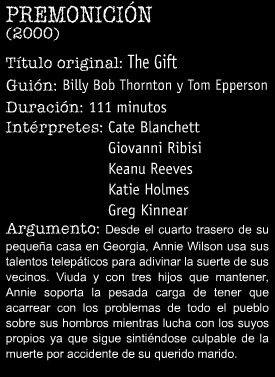 PREMONICIÓN
(2000)
Título original: The Gift
Guión: Billy Bob Thornton y Tom Epperson
Duración: 111 minutos
Intérpretes: Cate Blanchett
Giovanni Ribisi
Keanu Reeves
Katie Holmes
Greg Kinnear
Argumento: Desde el cuarto trasero de su
pequeña casa en Georgia, Annie Wilson usa sus
talentos telepáticos para adivinar la suerte de sus
vecinos. Viuda y con tres hijos que mantener,
Annie soporta la pesada carga de tener que
acarrear con los problemas de todo el pueblo
sobre sus hombros mientras lucha con los suyos
propios ya que sigue sintiéndose culpable de la
muerte por accidente de su querido marido.